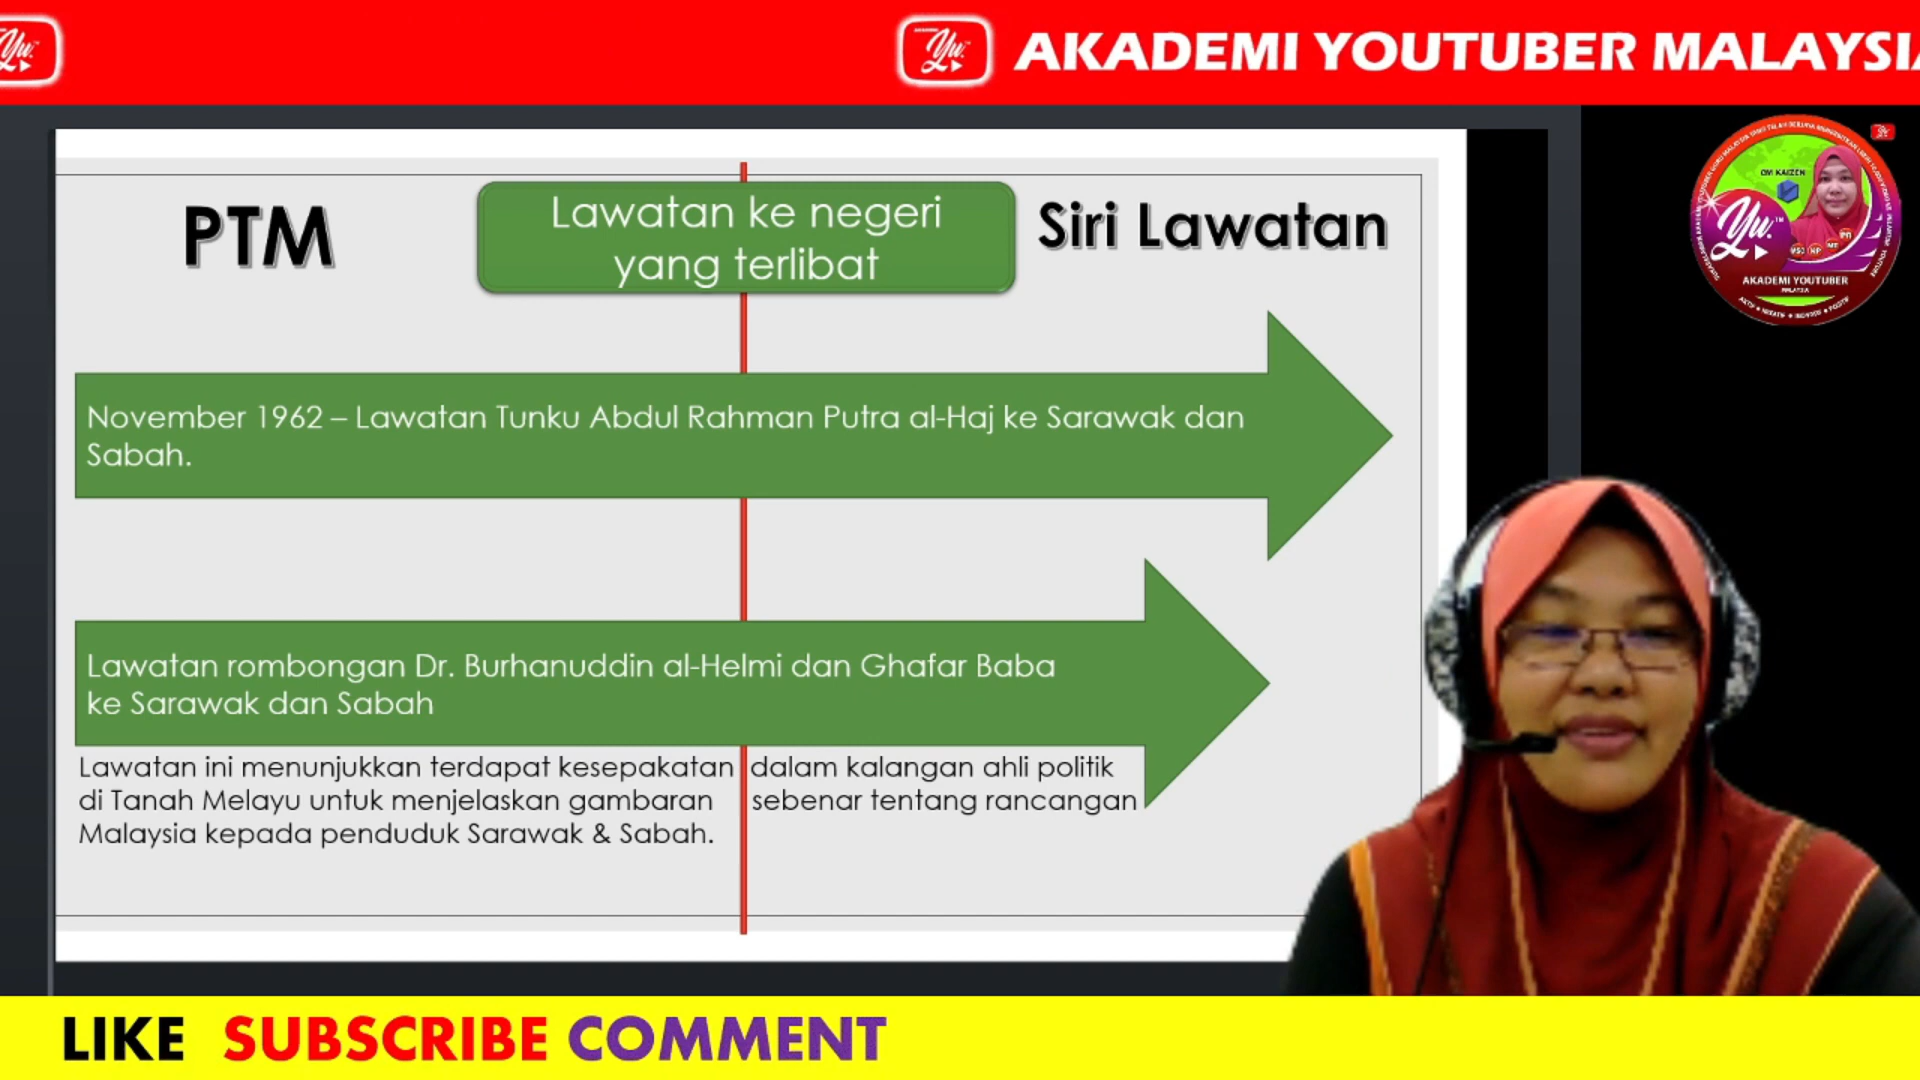 AKADEMI YOUTUBER MALAYSIA
PTM
Lawatan ke negeri
yang terlibat
Siri Lawatan
November 1962 – Lawatan Tunku Abdul Rahman Putra al-Haj ke Sarawak dan
Sabah.
Lawatan rombongan Dr. Burhanuddin al-Helmi dan Ghafar Baba
ke Sarawak dan Sabah
Lawatan ini menunjukkan terdapat kesepakatan dalam kalangan ahli politik
di Tanah Melayu untuk menjelaskan gambaran sebenar tentang rancangan
Malaysia kepada penduduk Sarawak & Sabah.
Yu.
AKADEMI YOUTUBER
MALAYSIA
LIKE SUBSCRIBE COMMENT